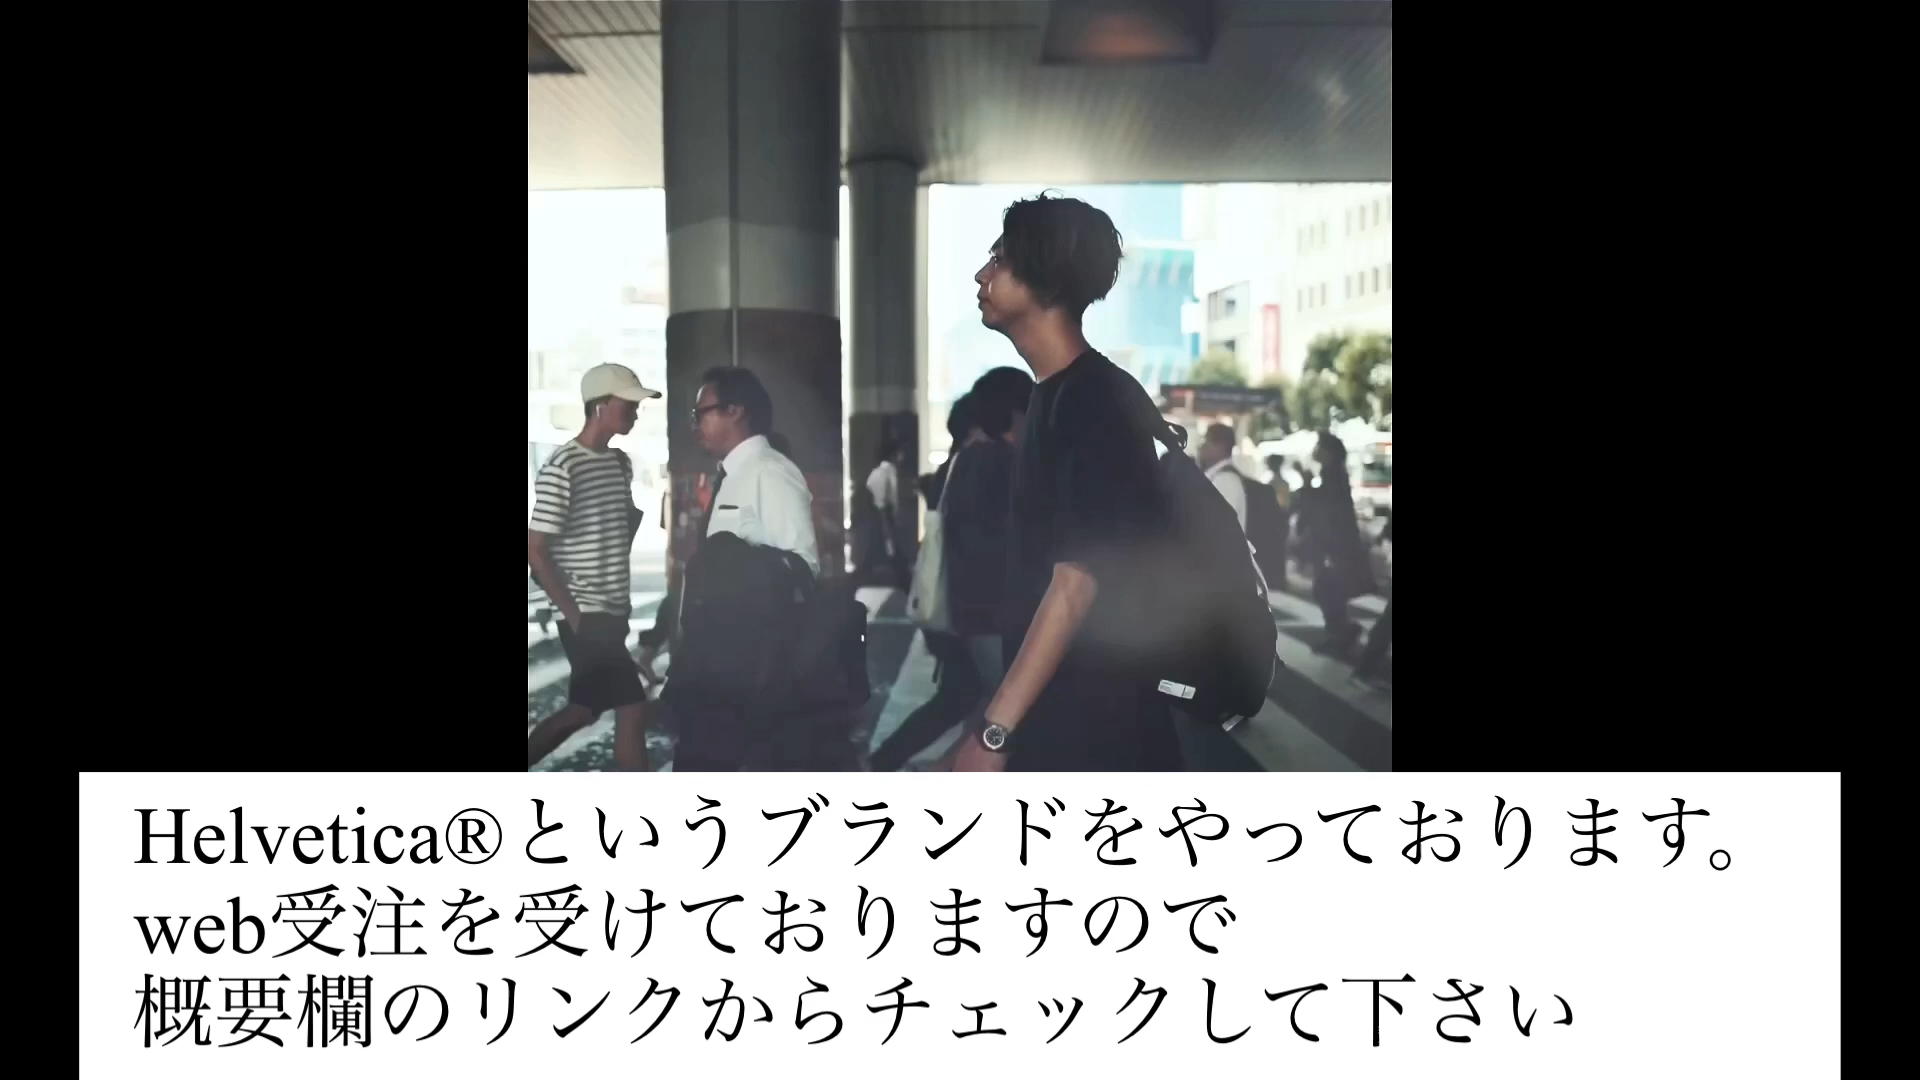 Helvetica®というブランドをやっております。
web受注を受けておりますので
概要欄のリンクからチェックして下さい